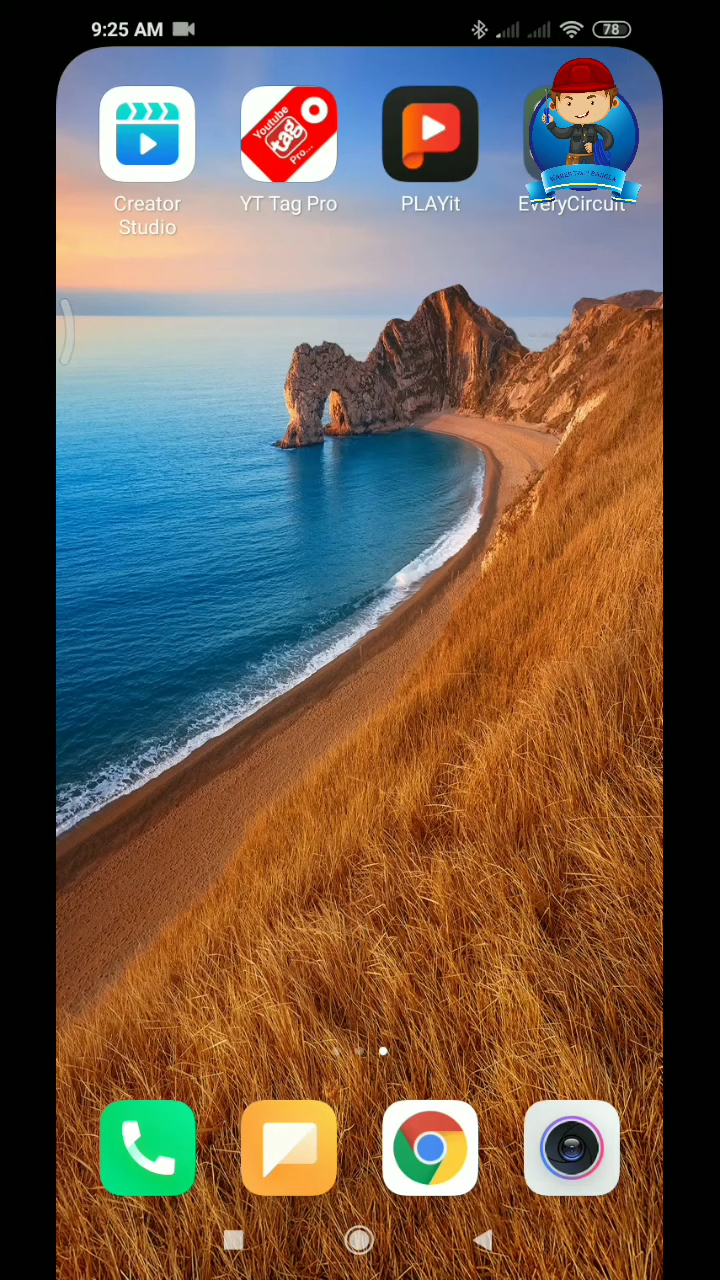 9:25 AM
78
Youtube
tag
Pro...
Creator
Studio
YT Tag Pro
PLAYit
EveryCircuit